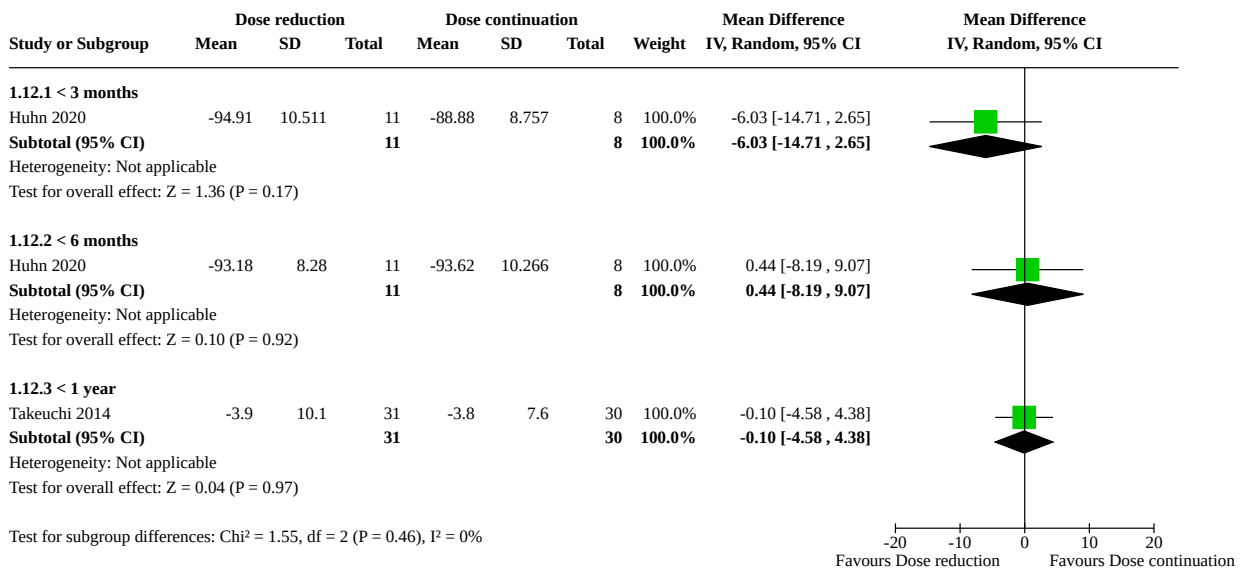 Dose reduction Dose continuation Mean Difference Mean Difference
Study or Subgroup Mean SD Total Mean SD Total Weight IV, Random, 95% CI IV, Random, 95% CI
1.12.1 < 3 months
Huhn 2020 -94.91 10.511 11 -88.88 8.757 8 100.0% -6.03 [-14.71 , 2.65]
Subtotal (95% CI) 11 8 100.0% -6.03 [-14.71 , 2.65]
Heterogeneity: Not applicable
Test for overall effect: Z = 1.36 (P = 0.17)
1.12.2 < 6 months
Huhn 2020 -93.18 8.28 11 -93.62 10.266 8 100.0% 0.44 [-8.19 , 9.07]
Subtotal (95% CI) 11 8 100.0% 0.44 [-8.19 , 9.07]
Heterogeneity: Not applicable
Test for overall effect: Z = 0.10 (P = 0.92)
1.12.3 < 1 year
Takeuchi 2014 -3.9 10.1 31 -3.8 7.6 30 100.0% -0.10 [-4.58 , 4.38]
Subtotal (95% CI) 31 30 100.0% -0.10 [-4.58 , 4.38]
Heterogeneity: Not applicable
Test for overall effect: Z = 0.04 (P = 0.97)
Test for subgroup differences: Chi² = 1.55, df = 2 (P = 0.46), I² = 0%
-20 -10 0 10 20
Favours Dose reduction Favours Dose continuation